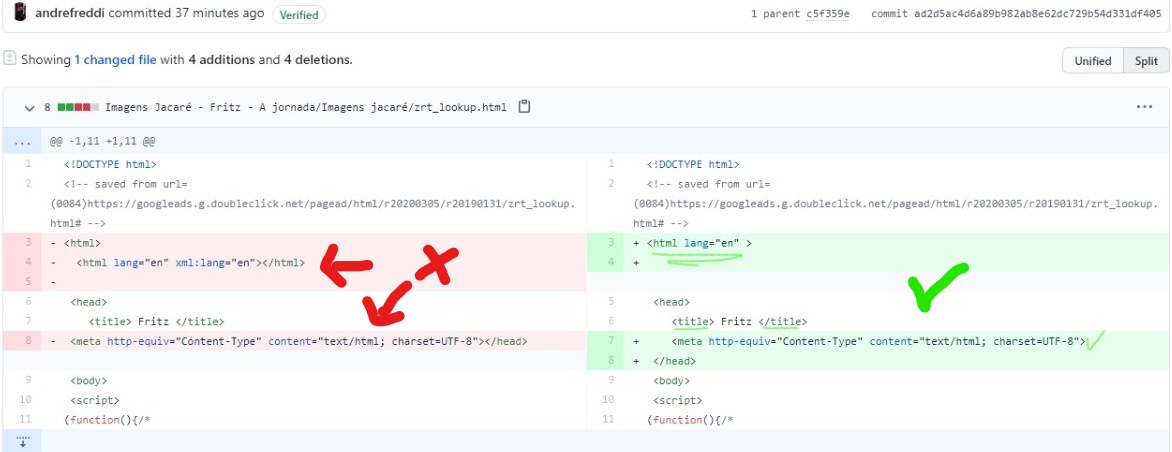 andrefreddi committed 37 minutes ago Verified 1 parent c5f359e commit ad2d5ac4d6a89b982ab8e62dc729b54d331df405
Showing 1 changed file with 4 additions and 4 deletions. Unified Split
8 Imagens Jacaré - Fritz - A jornada/Imagens jacaré/zrt_lookup.html ...
... @@ -1,11 +1,11 @@
1 <!DOCTYPE html>
2 <!-- saved from url=
(0084)https://googleads.g.doubleclick.net/pagead/html/r20200305/r20190131/zrt_lookup.
html# -->
3 - <html>
4 - <html lang="en" xml:lang="en"></html>
5 -
6 <head>
7 <title> Fritz </title>
8 - <meta http-equiv="Content-Type" content="text/html; charset=UTF-8"></head>
9 <body>
10 <script>
11 (function(){/*
1 <!DOCTYPE html>
2 <!-- saved from url=
(0084)https://googleads.g.doubleclick.net/pagead/html/r20200305/r20190131/zrt_lookup.
html# -->
3 + <html lang="en" >
4 +
5 <head>
6 <title> Fritz </title>
7 + <meta http-equiv="Content-Type" content="text/html; charset=UTF-8">
8 + </head>
9 <body>
10 <script>
11 (function(){/*